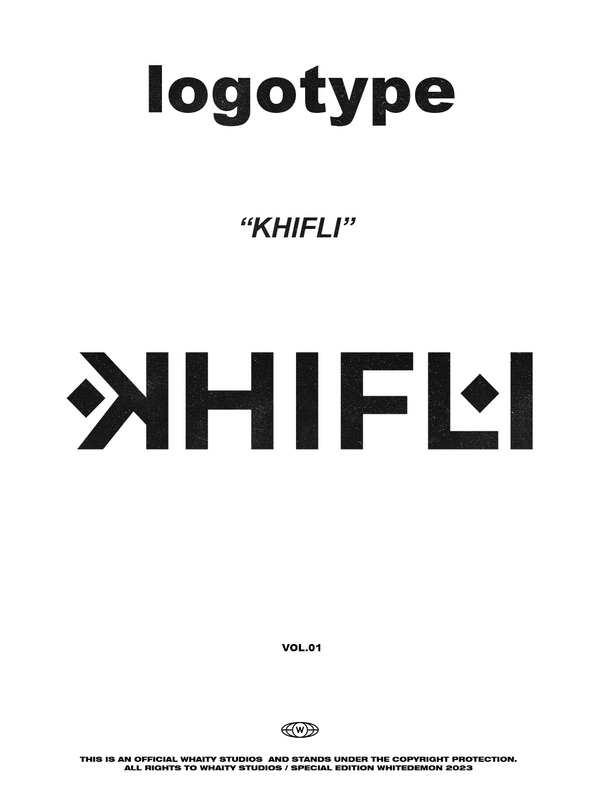 logotype
“KHIFLI”
KHIFLI
VOL.01
W
THIS IS AN OFFICIAL WHAITY STUDIOS AND STANDS UNDER THE COPYRIGHT PROTECTION.
ALL RIGHTS TO WHAITY STUDIOS / SPECIAL EDITION WHITEDEMON 2023